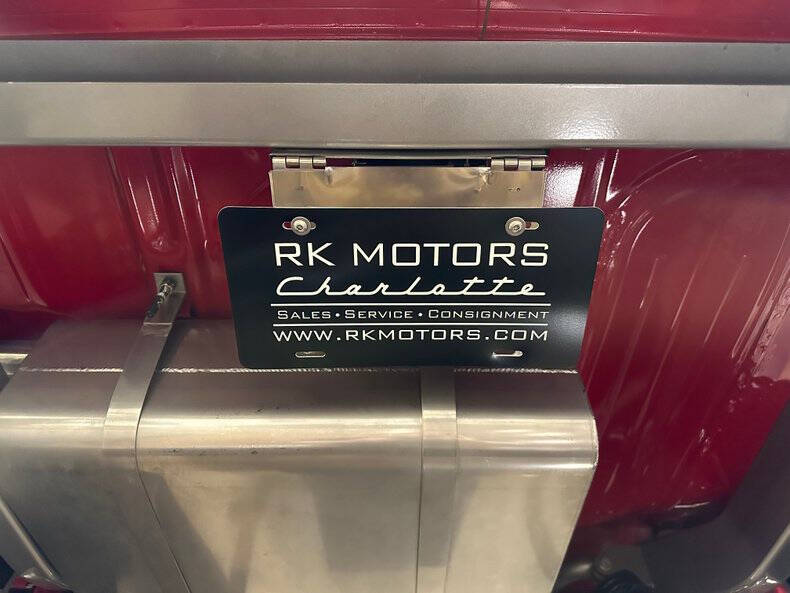 RK MOTORS
Charlotte
SALES • SERVICE • CONSIGNMENT
WWW.RKMOTORS.COM